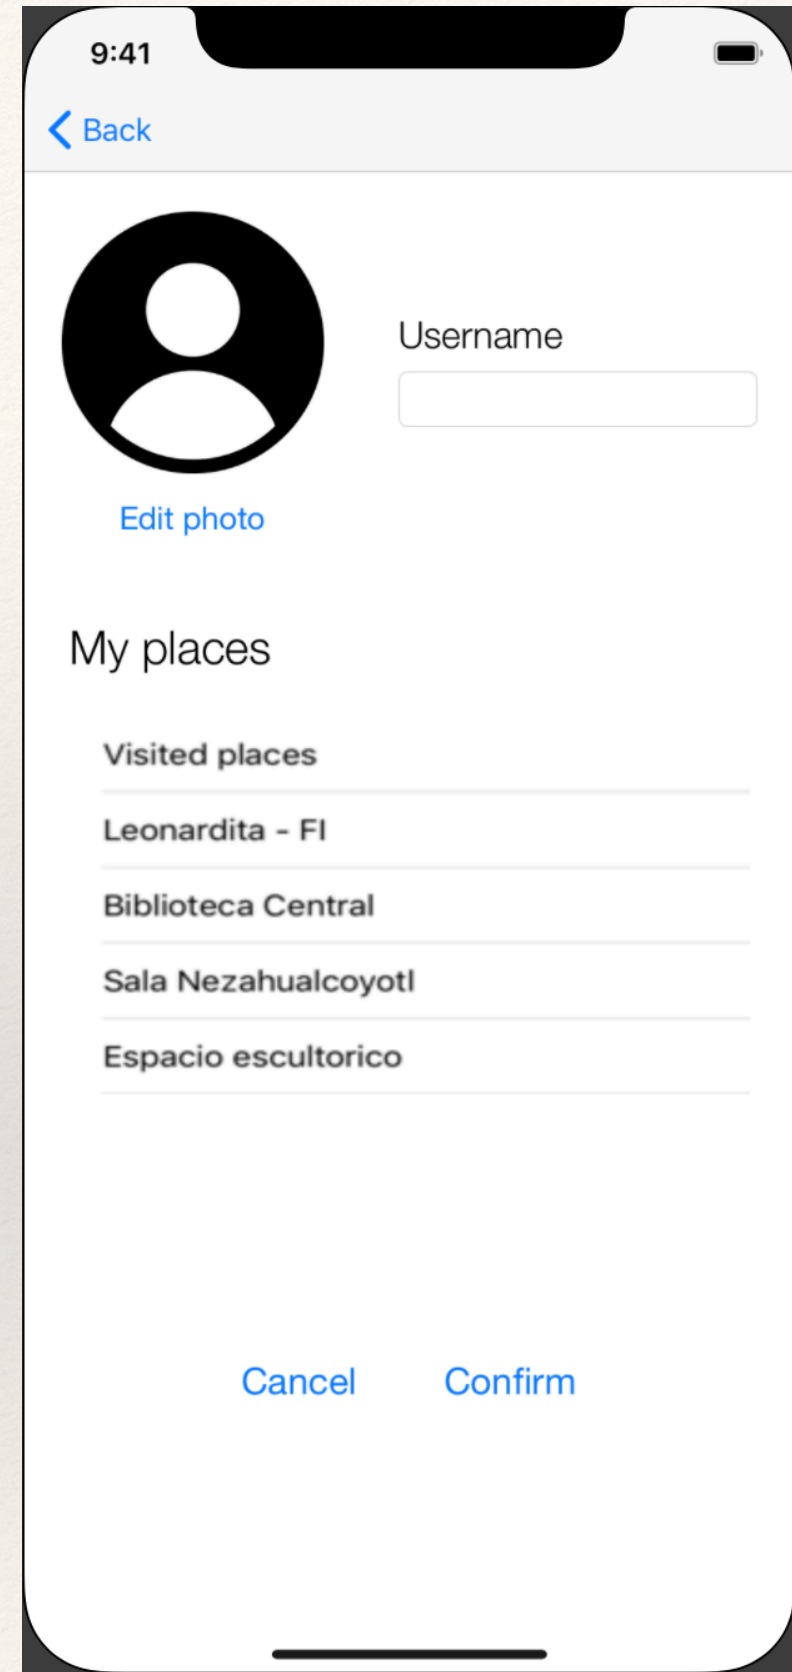 9:41
Back
Username
Edit photo
My places
Visited places
Leonardita - FI
Biblioteca Central
Sala Nezahualcoyotl
Espacio escultorico
Cancel Confirm